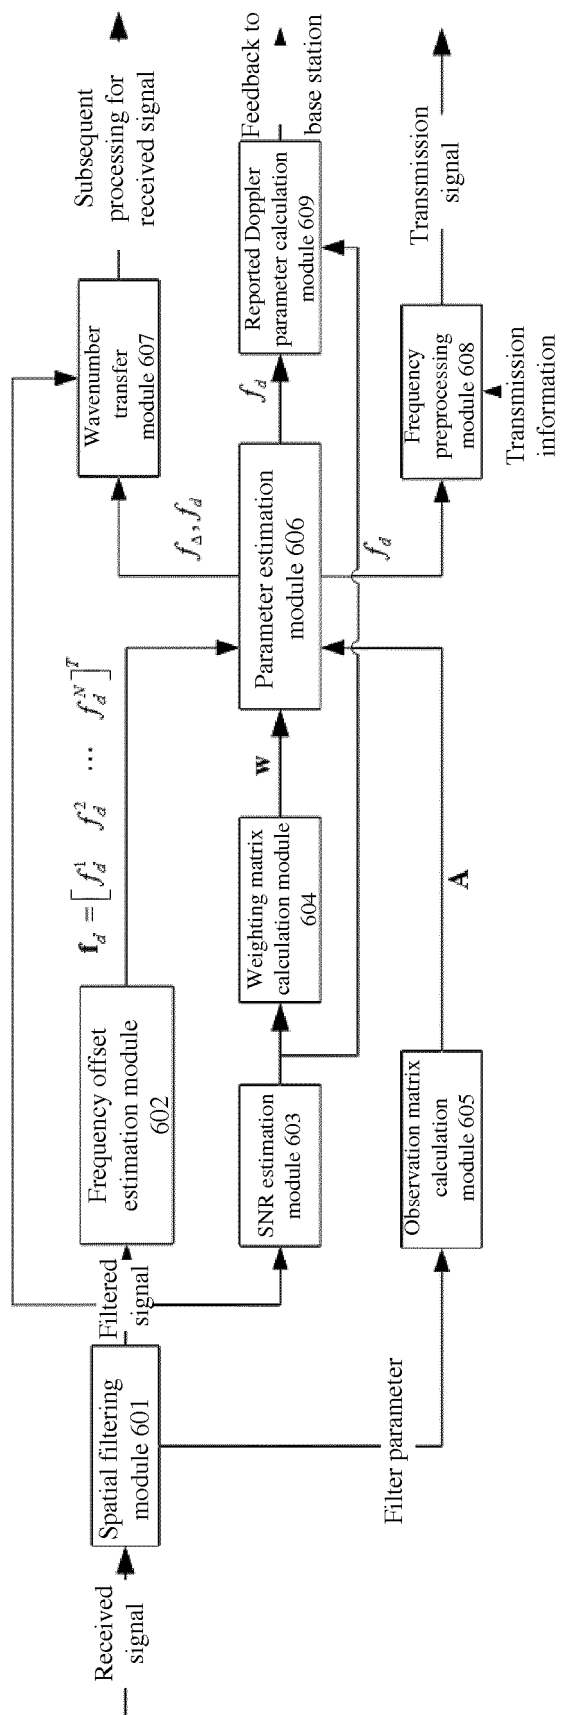 Received
signal
Spatial filtering
module 601
Filtered
signal
Filter parameter
Frequency offset
estimation module
602
SNR estimation
module 603
Observation matrix
calculation
module 605
f_d = [f_d^1 f_d^2 ⋯ f_d^N]^T
Weighting matrix
calculation module
604
w
A
Parameter estimation
module 606
f_Δ, f_d
f_d
f_d
Wavenumber
transfer
module 607
Reported Doppler
parameter calculation
module 609
Frequency
preprocessing
module 608
Transmission
information
Subsequent
processing for
received signal
Feedback to
base station
Transmission
signal